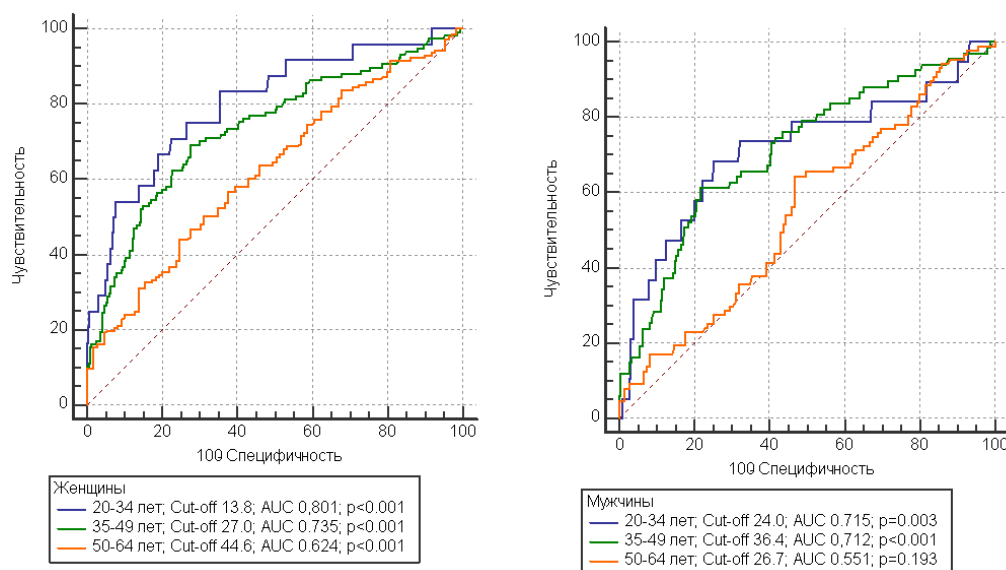 100
80
60
40
20
0
Чувствительность
0 20 40 60 80 100
100 Специфичность
Женщины
20-34 лет; Cut-off 13.8; AUC 0,801; p<0.001
35-49 лет; Cut-off 27.0; AUC 0.735; p<0.001
50-64 лет; Cut-off 44.6; AUC 0.624; p<0.001
100
80
60
40
20
0
Чувствительность
0 20 40 60 80 100
100 Специфичность
Мужчины
20-34 лет; Cut-off 24.0; AUC 0.715; p=0.003
35-49 лет; Cut-off 36.4; AUC 0,712; p<0.001
50-64 лет; Cut-off 26.7; AUC 0.551; p=0.193